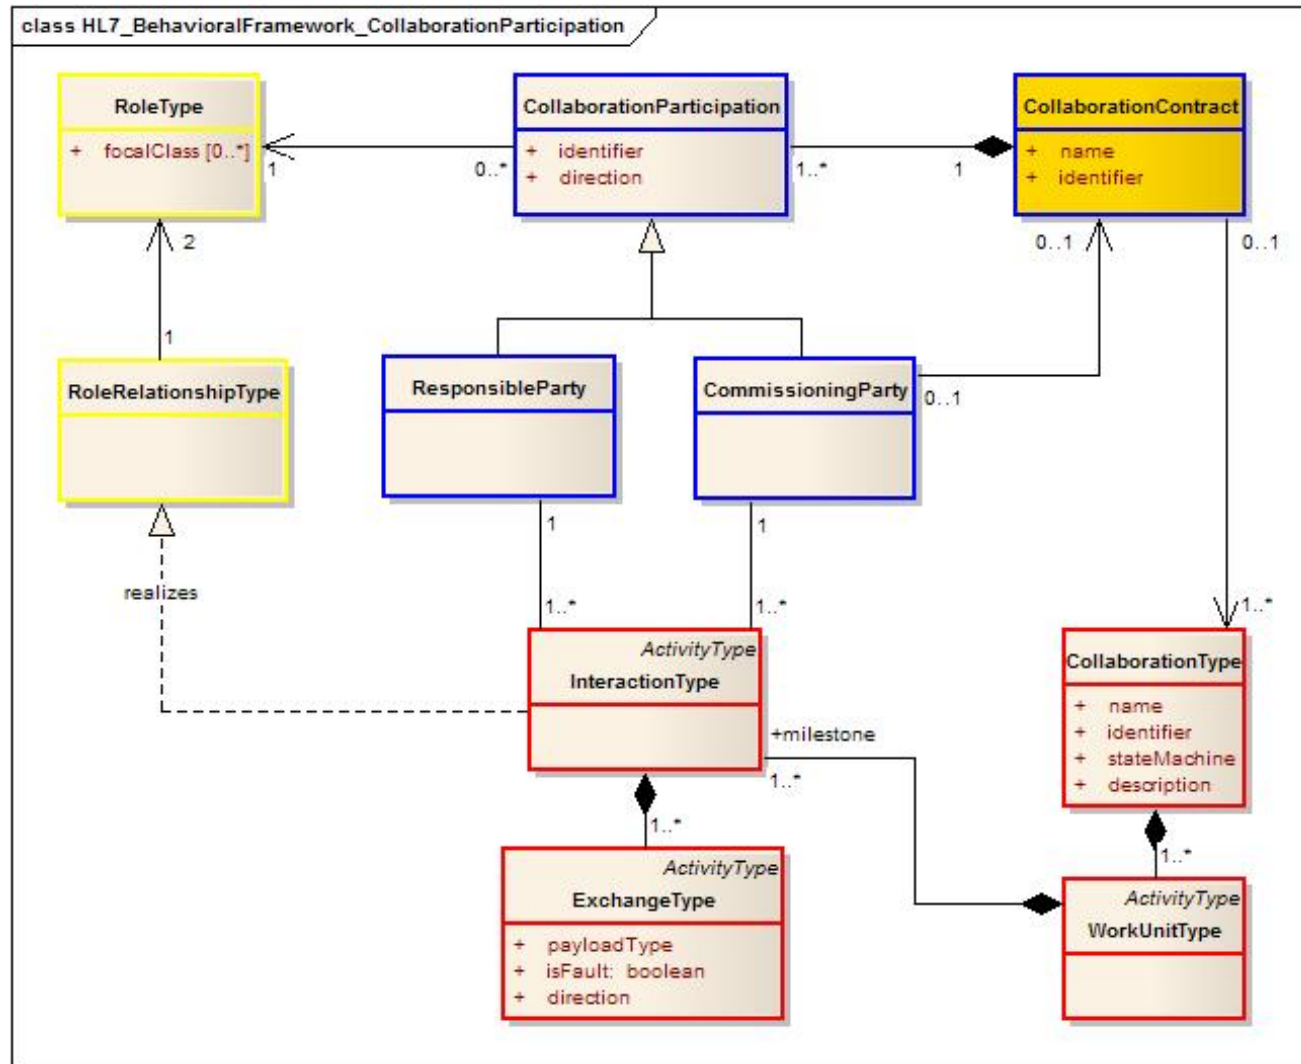 class HL7_BehavioralFramework_CollaborationParticipation
RoleType
+ focalClass [0..*]
CollaborationParticipation
+ identifier
+ direction
CollaborationContract
+ name
+ identifier
1
0..*
1..*
1
2
0..1
0..1
1
RoleRelationshipType
ResponsibleParty
CommissioningParty
0..1
1
1
realizes
1..*
1..*
1..*
ActivityType
InteractionType
CollaborationType
+ name
+ identifier
+ stateMachine
+ description
+milestone
1..*
1..*
1..*
ActivityType
ExchangeType
+ payloadType
+ isFault: boolean
+ direction
ActivityType
WorkUnitType